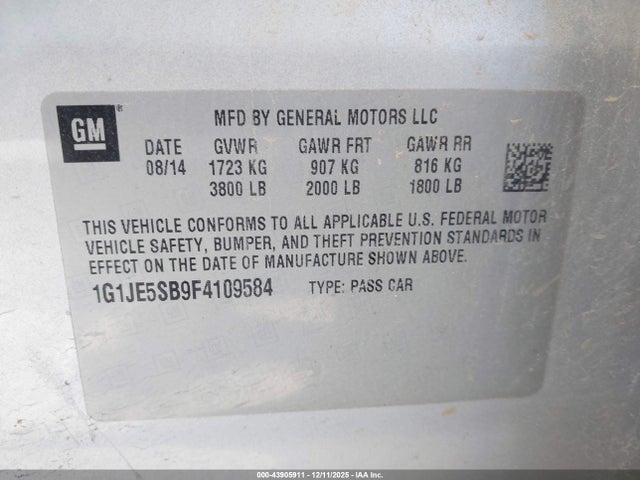 GM®
MFD BY GENERAL MOTORS LLC
DATE GVWR GAWR FRT GAWR RR
08/14 1723 KG 907 KG 816 KG
3800 LB 2000 LB 1800 LB
THIS VEHICLE CONFORMS TO ALL APPLICABLE U.S. FEDERAL MOTOR
VEHICLE SAFETY, BUMPER, AND THEFT PREVENTION STANDARDS IN
EFFECT ON THE DATE OF MANUFACTURE SHOWN ABOVE.
1G1JE5SB9F4109584 TYPE: PASS CAR
000-43905911 - 12/11/2025 - IAAI.COM